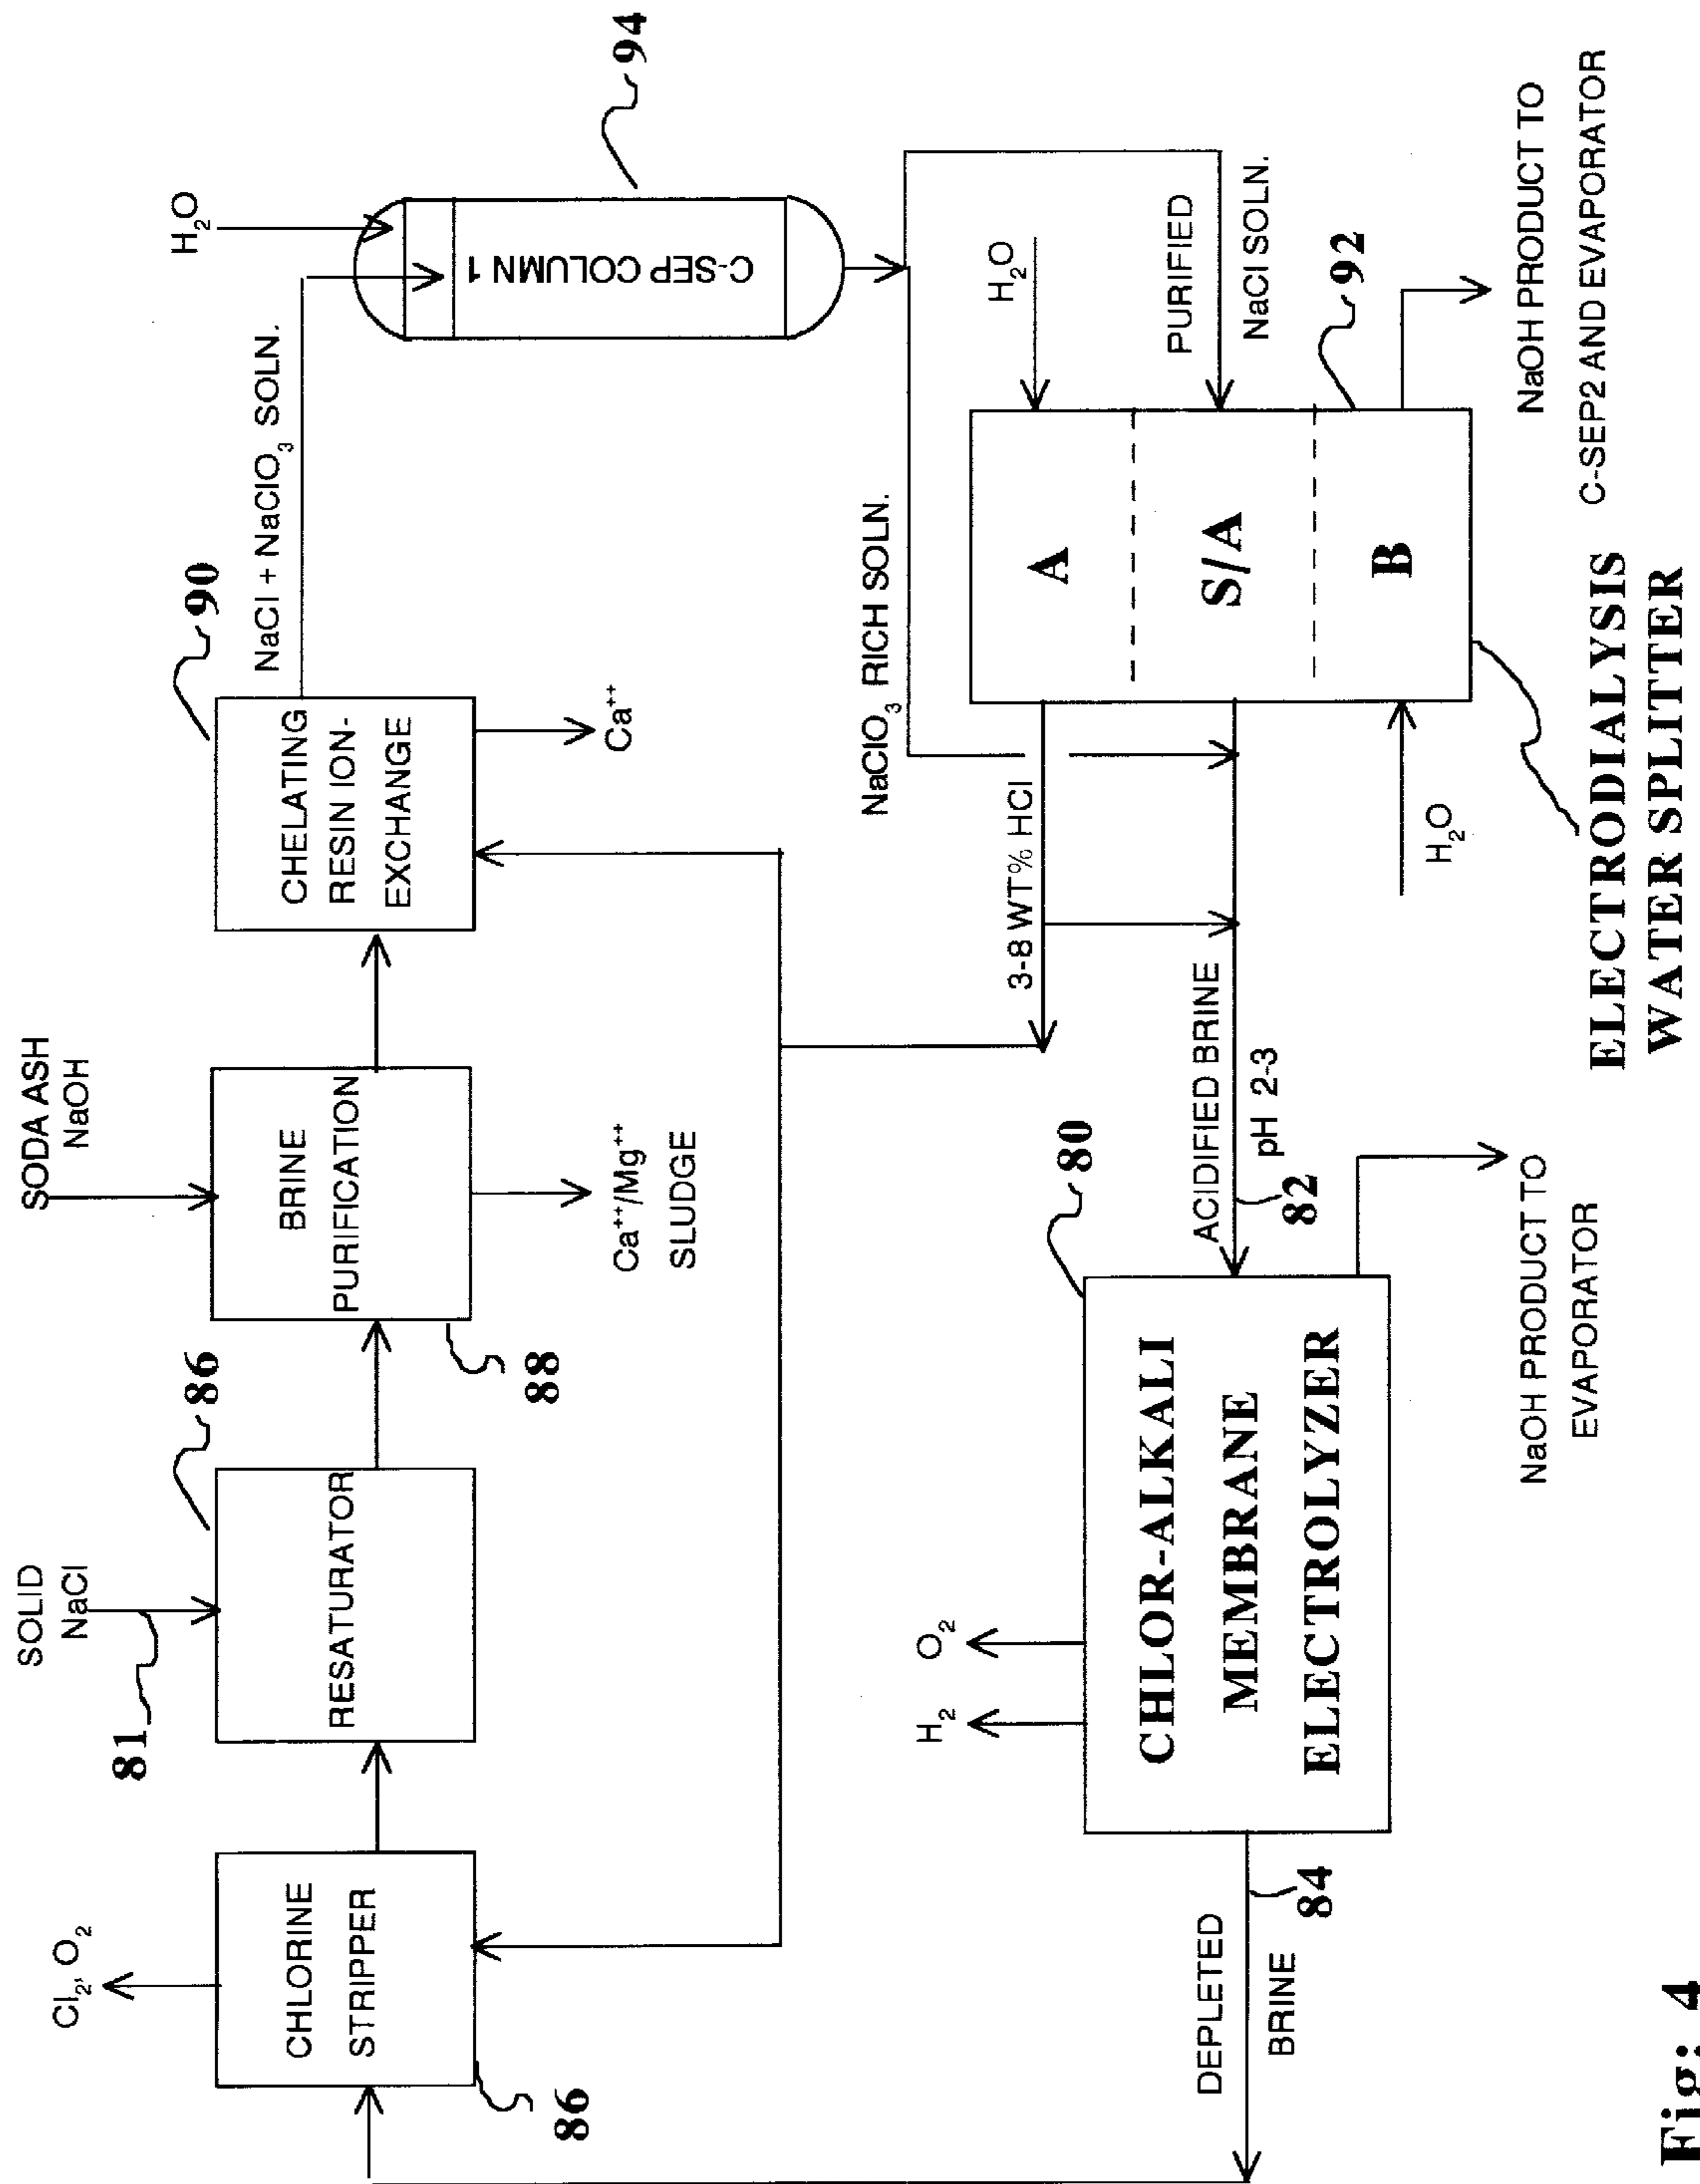 SODA ASH
NaOH
SOLID
NaCl
81
Cl₂, O₂
CHLORINE
STRIPPER
86
RESATURATOR
86
BRINE
PURIFICATION
88
Ca⁺⁺/Mg⁺⁺
SLUDGE
CHELATING
RESIN ION-
EXCHANGE
90
Ca⁺⁺
NaCl + NaClO₃ SOLN.
H₂O
C-SEP COLUMN 1
94
NaClO₃ RICH SOLN.
PURIFIED
NaCl SOLN.
H₂O
A
S/A
B
92
3-8 WT% HCl
ACIDIFIED BRINE
pH 2-3
82
H₂O
NaOH PRODUCT TO
C-SEP2 AND EVAPORATOR
ELECTRODIALYSIS
WATER SPLITTER
80
H₂
O₂
CHLOR-ALKALI
MEMBRANE
ELECTROLYZER
DEPLETED
BRINE
84
NaOH PRODUCT TO
EVAPORATOR
Fig: 4